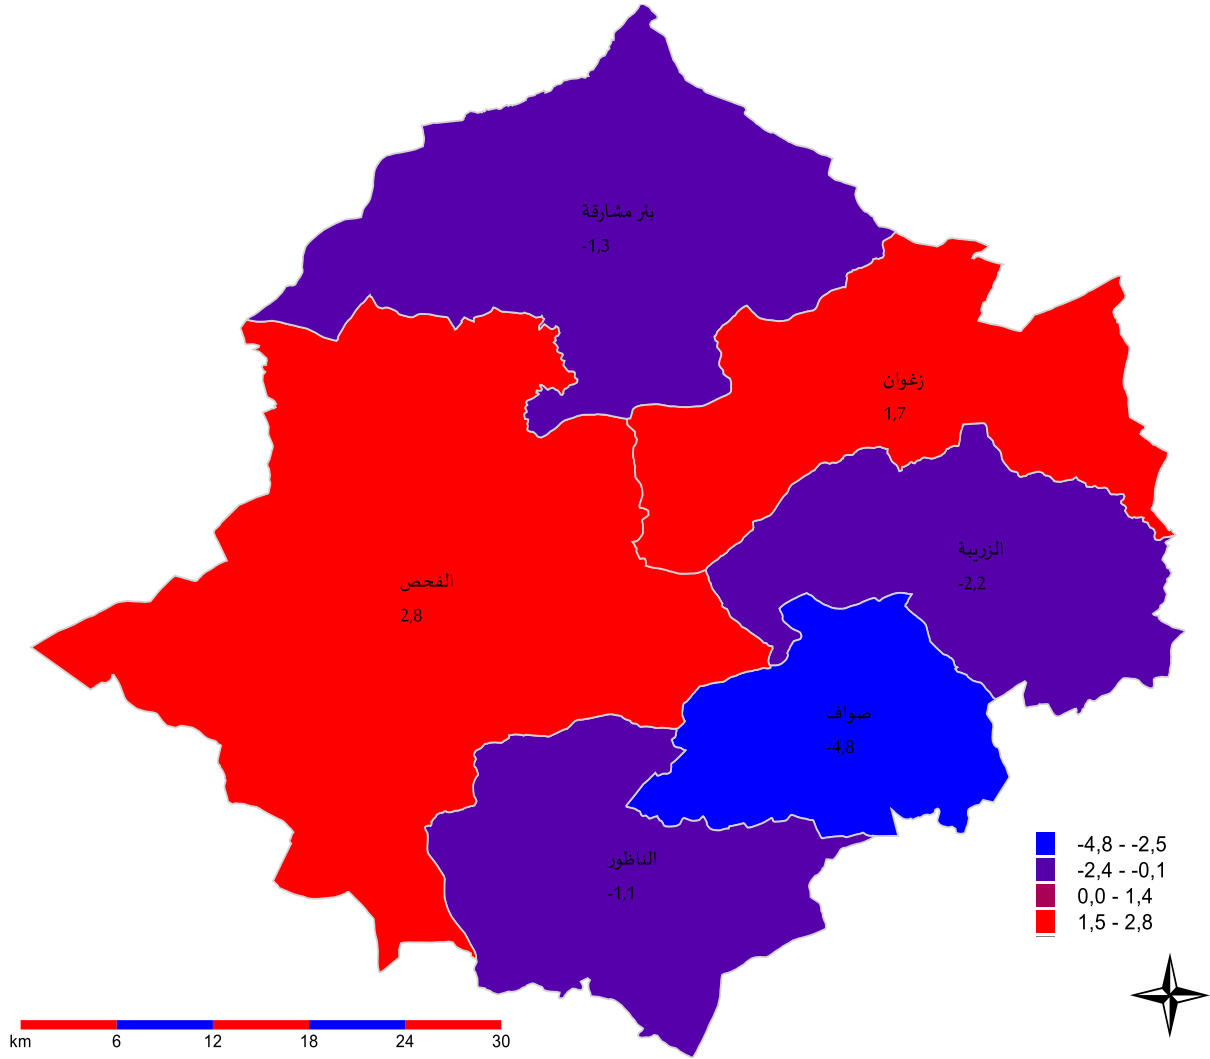 بئر مشارقة
-1,3
زغوان
1,7
الزريبة
-2,2
الفحص
2,8
صواف
-4,8
الناظور
-1,1
-4,8 - -2,5
-2,4 - -0,1
0,0 - 1,4
1,5 - 2,8
km 6 12 18 24 30